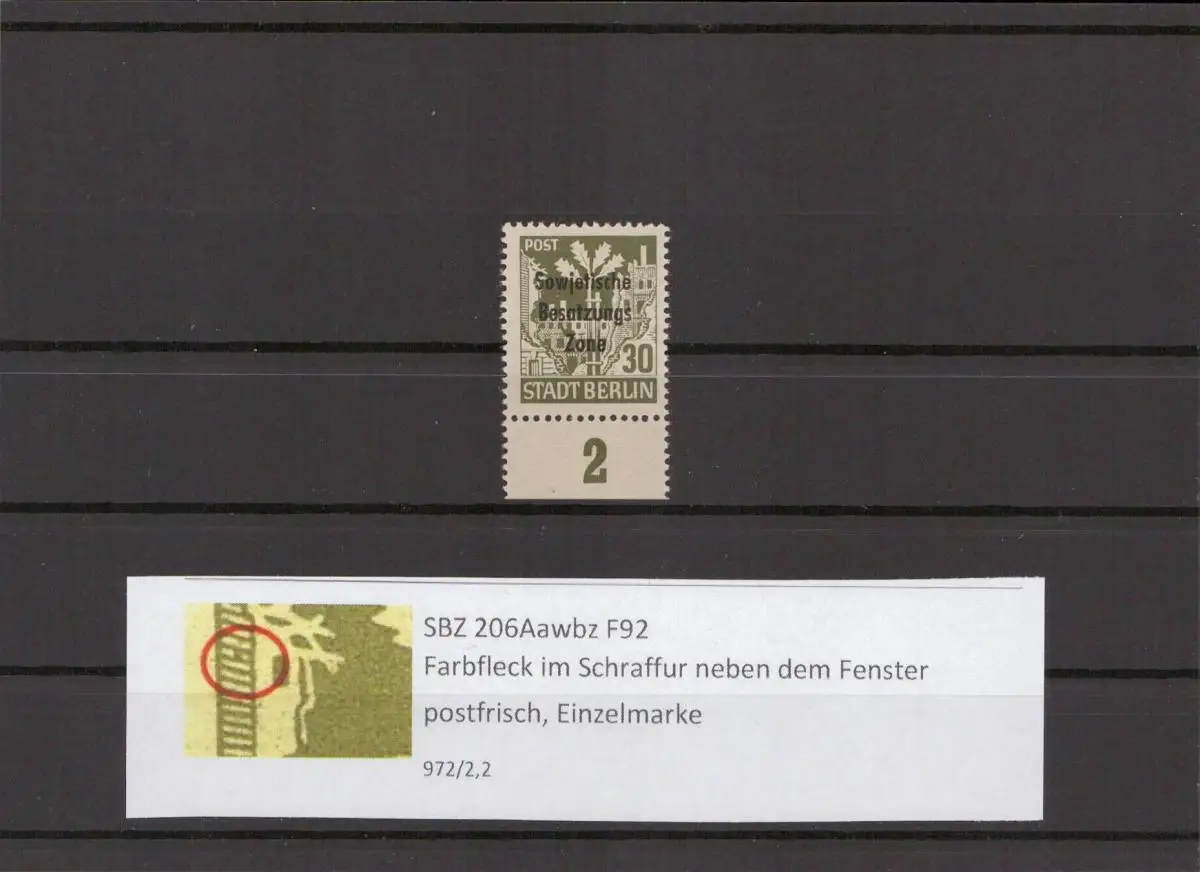 POST
Sowjetische
Besatzungs
Zone
30
STADT BERLIN
2
SBZ 206Aawbz F92
Farbfleck im Schraffur neben dem Fenster
postfrisch, Einzelmarke
972/2,2